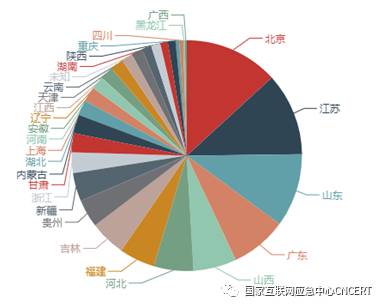 广西
黑龙江
四川
重庆
陕西
湖南
未知
云南
天津
江西
辽宁
安徽
河南
上海
湖北
内蒙古
甘肃
浙江
新疆
贵州
吉林
福建
河北
北京
江苏
山东
广东
山西
国家互联网应急中心CNCERT